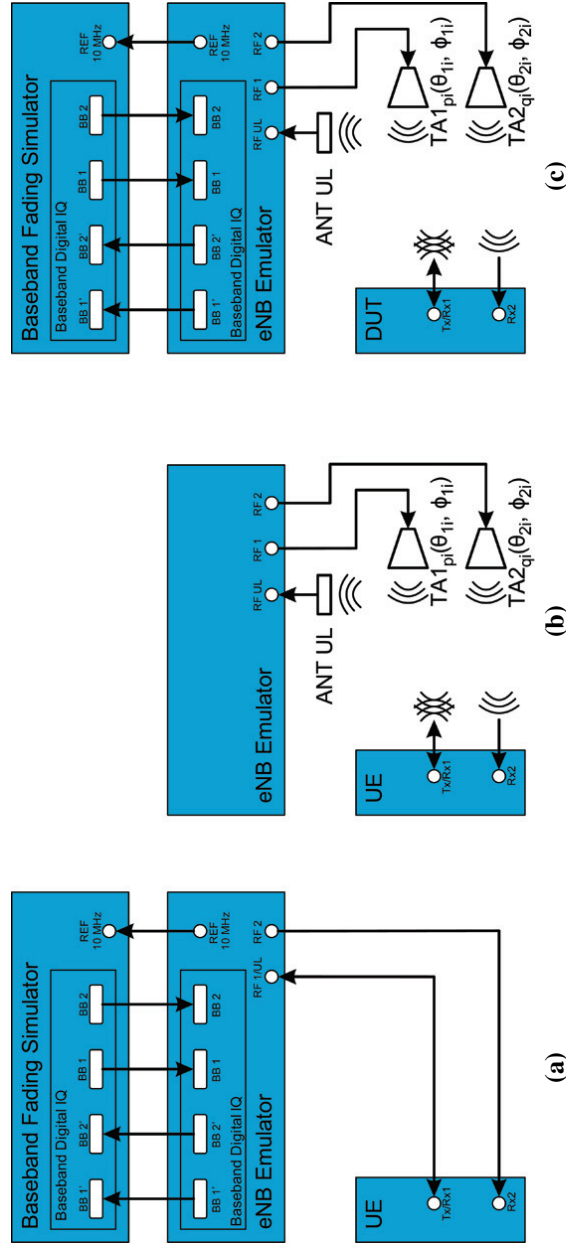 Baseband Fading Simulator
Baseband Digital IQ
BB 1' BB 2' BB 1 BB 2
REF
10 MHz
BB 1' BB 2' BB 1 BB 2
Baseband Digital IQ
REF
10 MHz
eNB Emulator
RF 1/UL RF 2
UE
Tx/Rx1
Rx2
(a)
eNB Emulator
RF UL RF 1 RF 2
ANT UL
TA1pi(θ1i, ϕ1i)
TA2qi(θ2i, ϕ2i)
UE
Tx/Rx1
Rx2
(b)
Baseband Fading Simulator
Baseband Digital IQ
BB 1' BB 2' BB 1 BB 2
REF
10 MHz
BB 1' BB 2' BB 1 BB 2
Baseband Digital IQ
REF
10 MHz
eNB Emulator
RF UL RF 1 RF 2
ANT UL
TA1pi(θ1i, ϕ1i)
TA2qi(θ2i, ϕ2i)
DUT
Tx/Rx1
Rx2
(c)